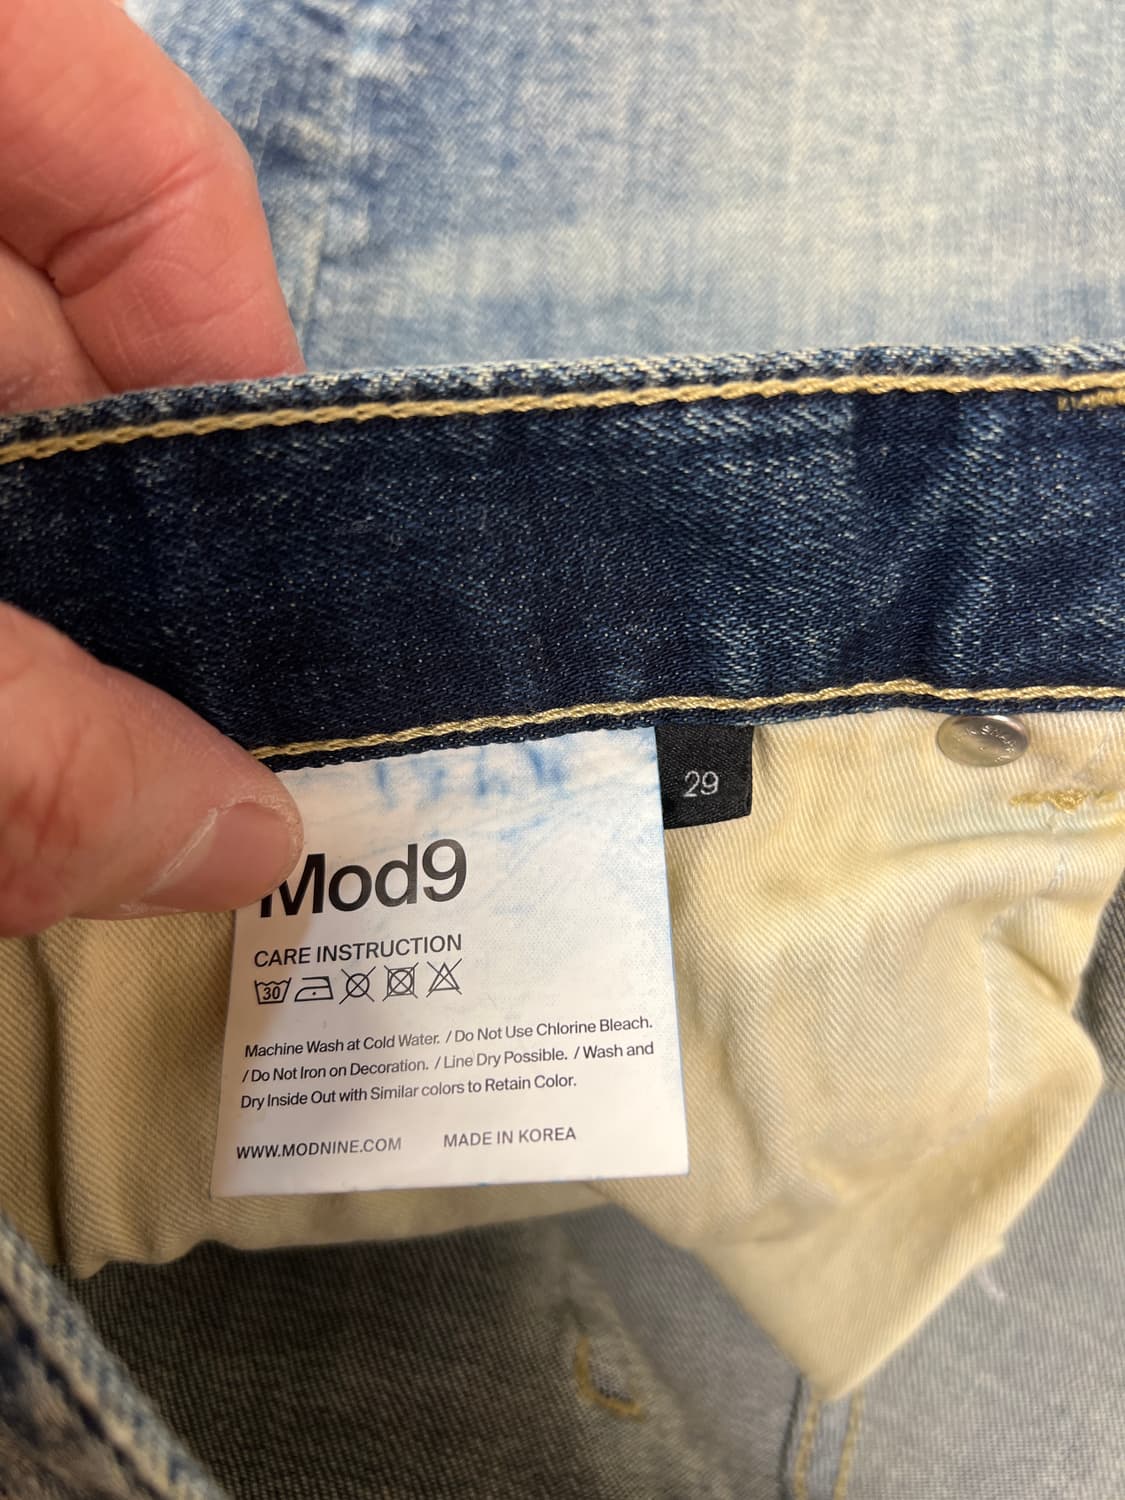 29
Mod9
CARE INSTRUCTION
30
Machine Wash at Cold Water. / Do Not Use Chlorine Bleach.
/ Do Not Iron on Decoration. / Line Dry Possible. / Wash and
Dry Inside Out with Similar colors to Retain Color.
WWW.MODNINE.COM MADE IN KOREA